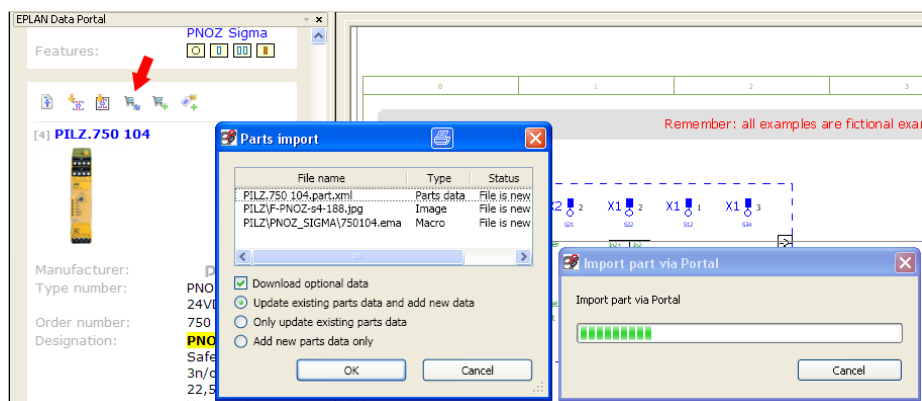 EPLAN Data Portal
PNOZ Sigma
Features:
[4] PILZ.750 104
Manufacturer:
Type number:
PNO
24VD
Order number:
750
Designation:
PNO
Safe
3n/o
22,5
0 1 2 3
Remember: all examples are fictional exa
X2 2 X1 2 X1 1 X1 3
S21 S22 S12 S34
Parts import
File name Type Status
PILZ.750 104.part.xml Parts data File is new
PILZ\F-PNOZ-s4-188.jpg Image File is new
PILZ\PNOZ_SIGMA\750104.ema Macro File is new
Download optional data
Update existing parts data and add new data
Only update existing parts data
Add new parts data only
OK Cancel
Import part via Portal
Import part via Portal
Cancel